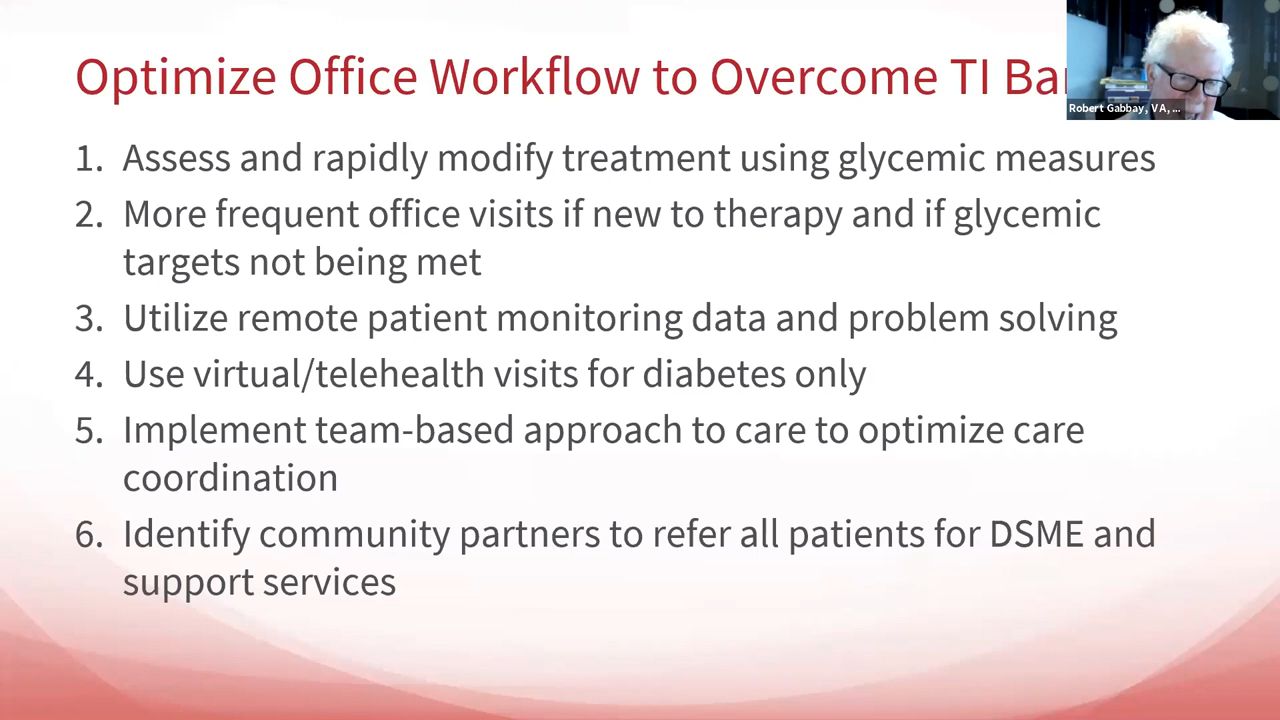 Optimize Office Workflow to Overcome TI
Robert Gabbay, VA, ...
1. Assess and rapidly modify treatment using glycemic measures
2. More frequent office visits if new to therapy and if glycemic
targets not being met
3. Utilize remote patient monitoring data and problem solving
4. Use virtual/telehealth visits for diabetes only
5. Implement team-based approach to care to optimize care
coordination
6. Identify community partners to refer all patients for DSME and
support services